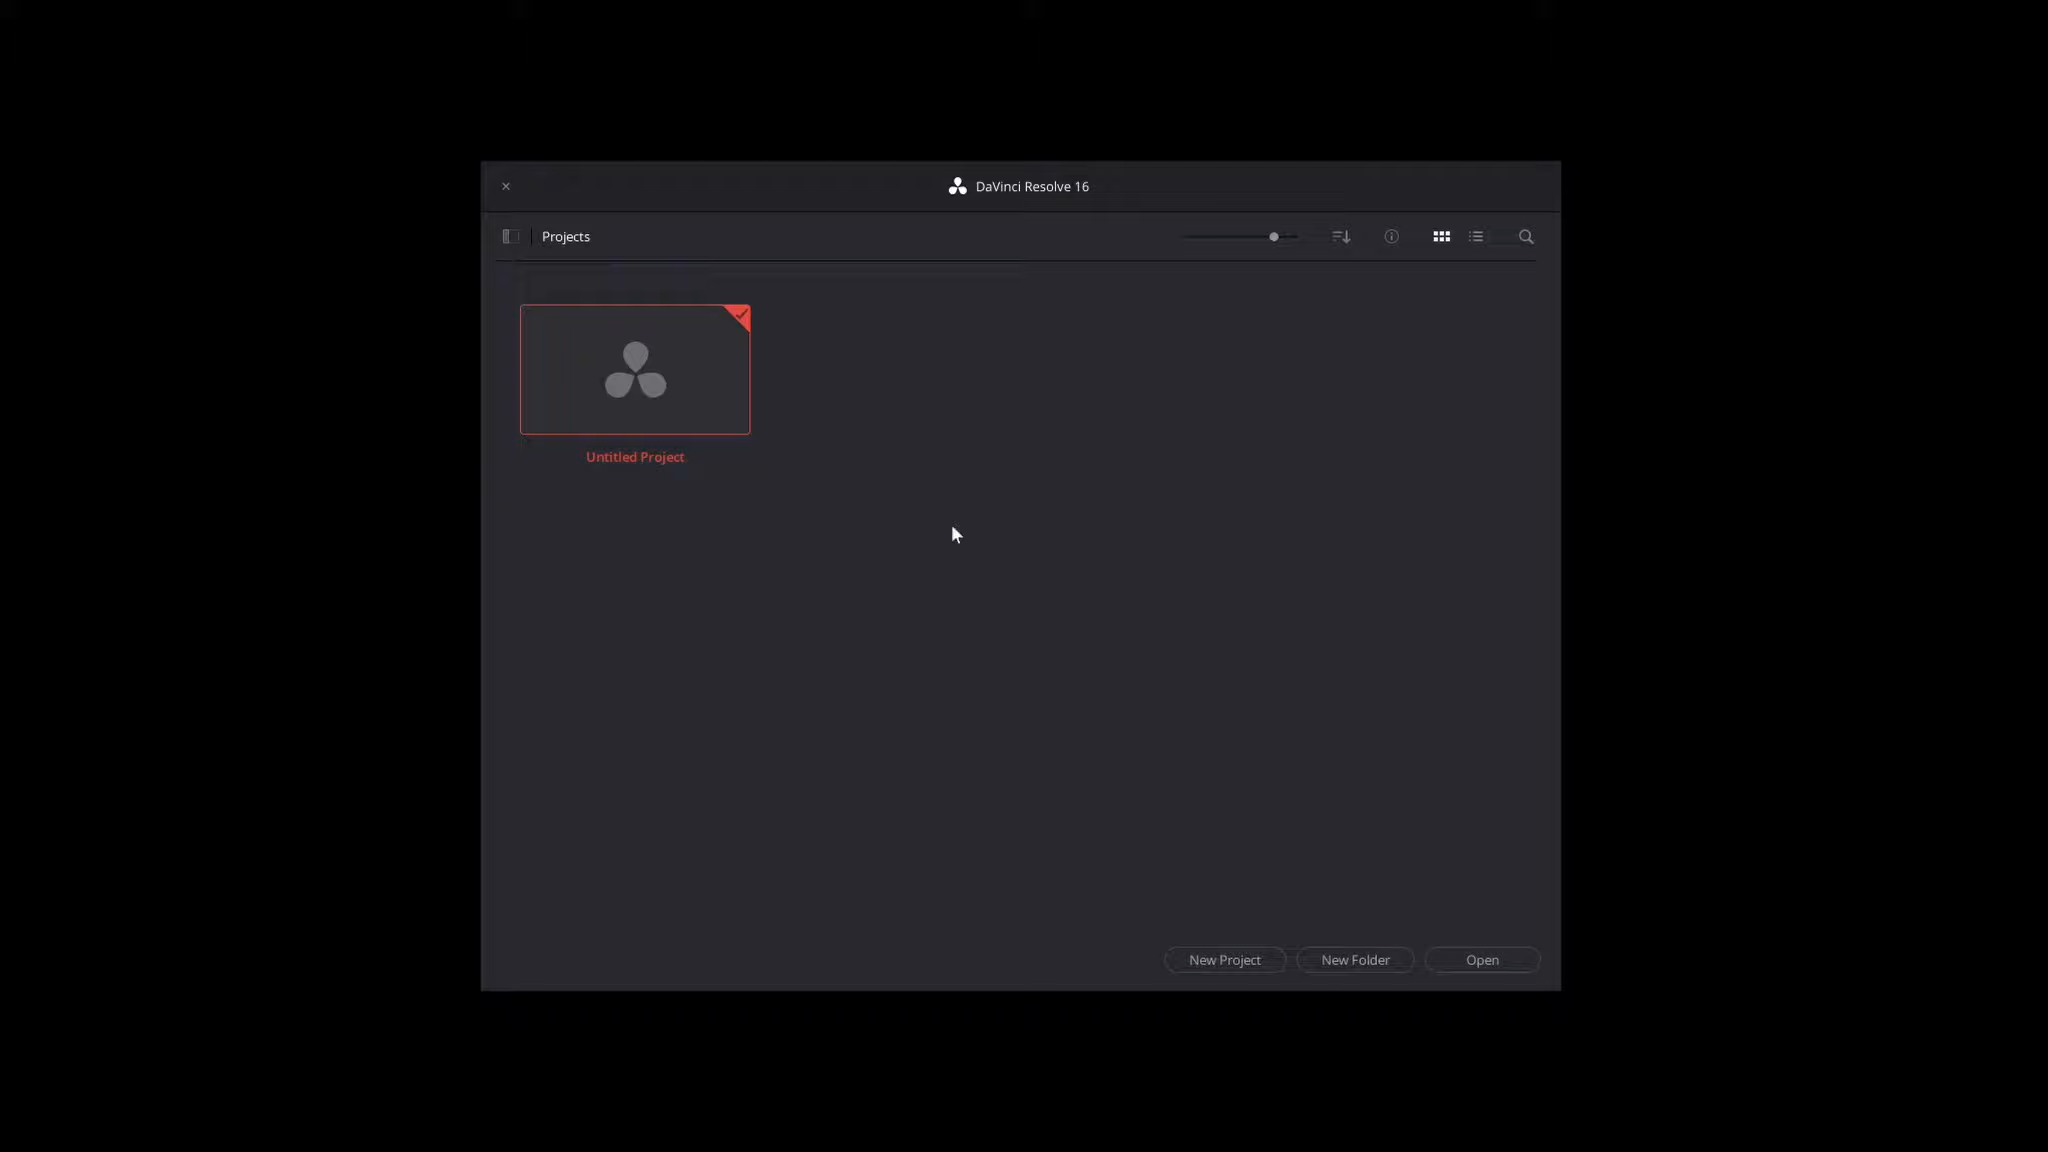 DaVinci Resolve 16
Projects
Untitled Project
New Project
New Folder
Open